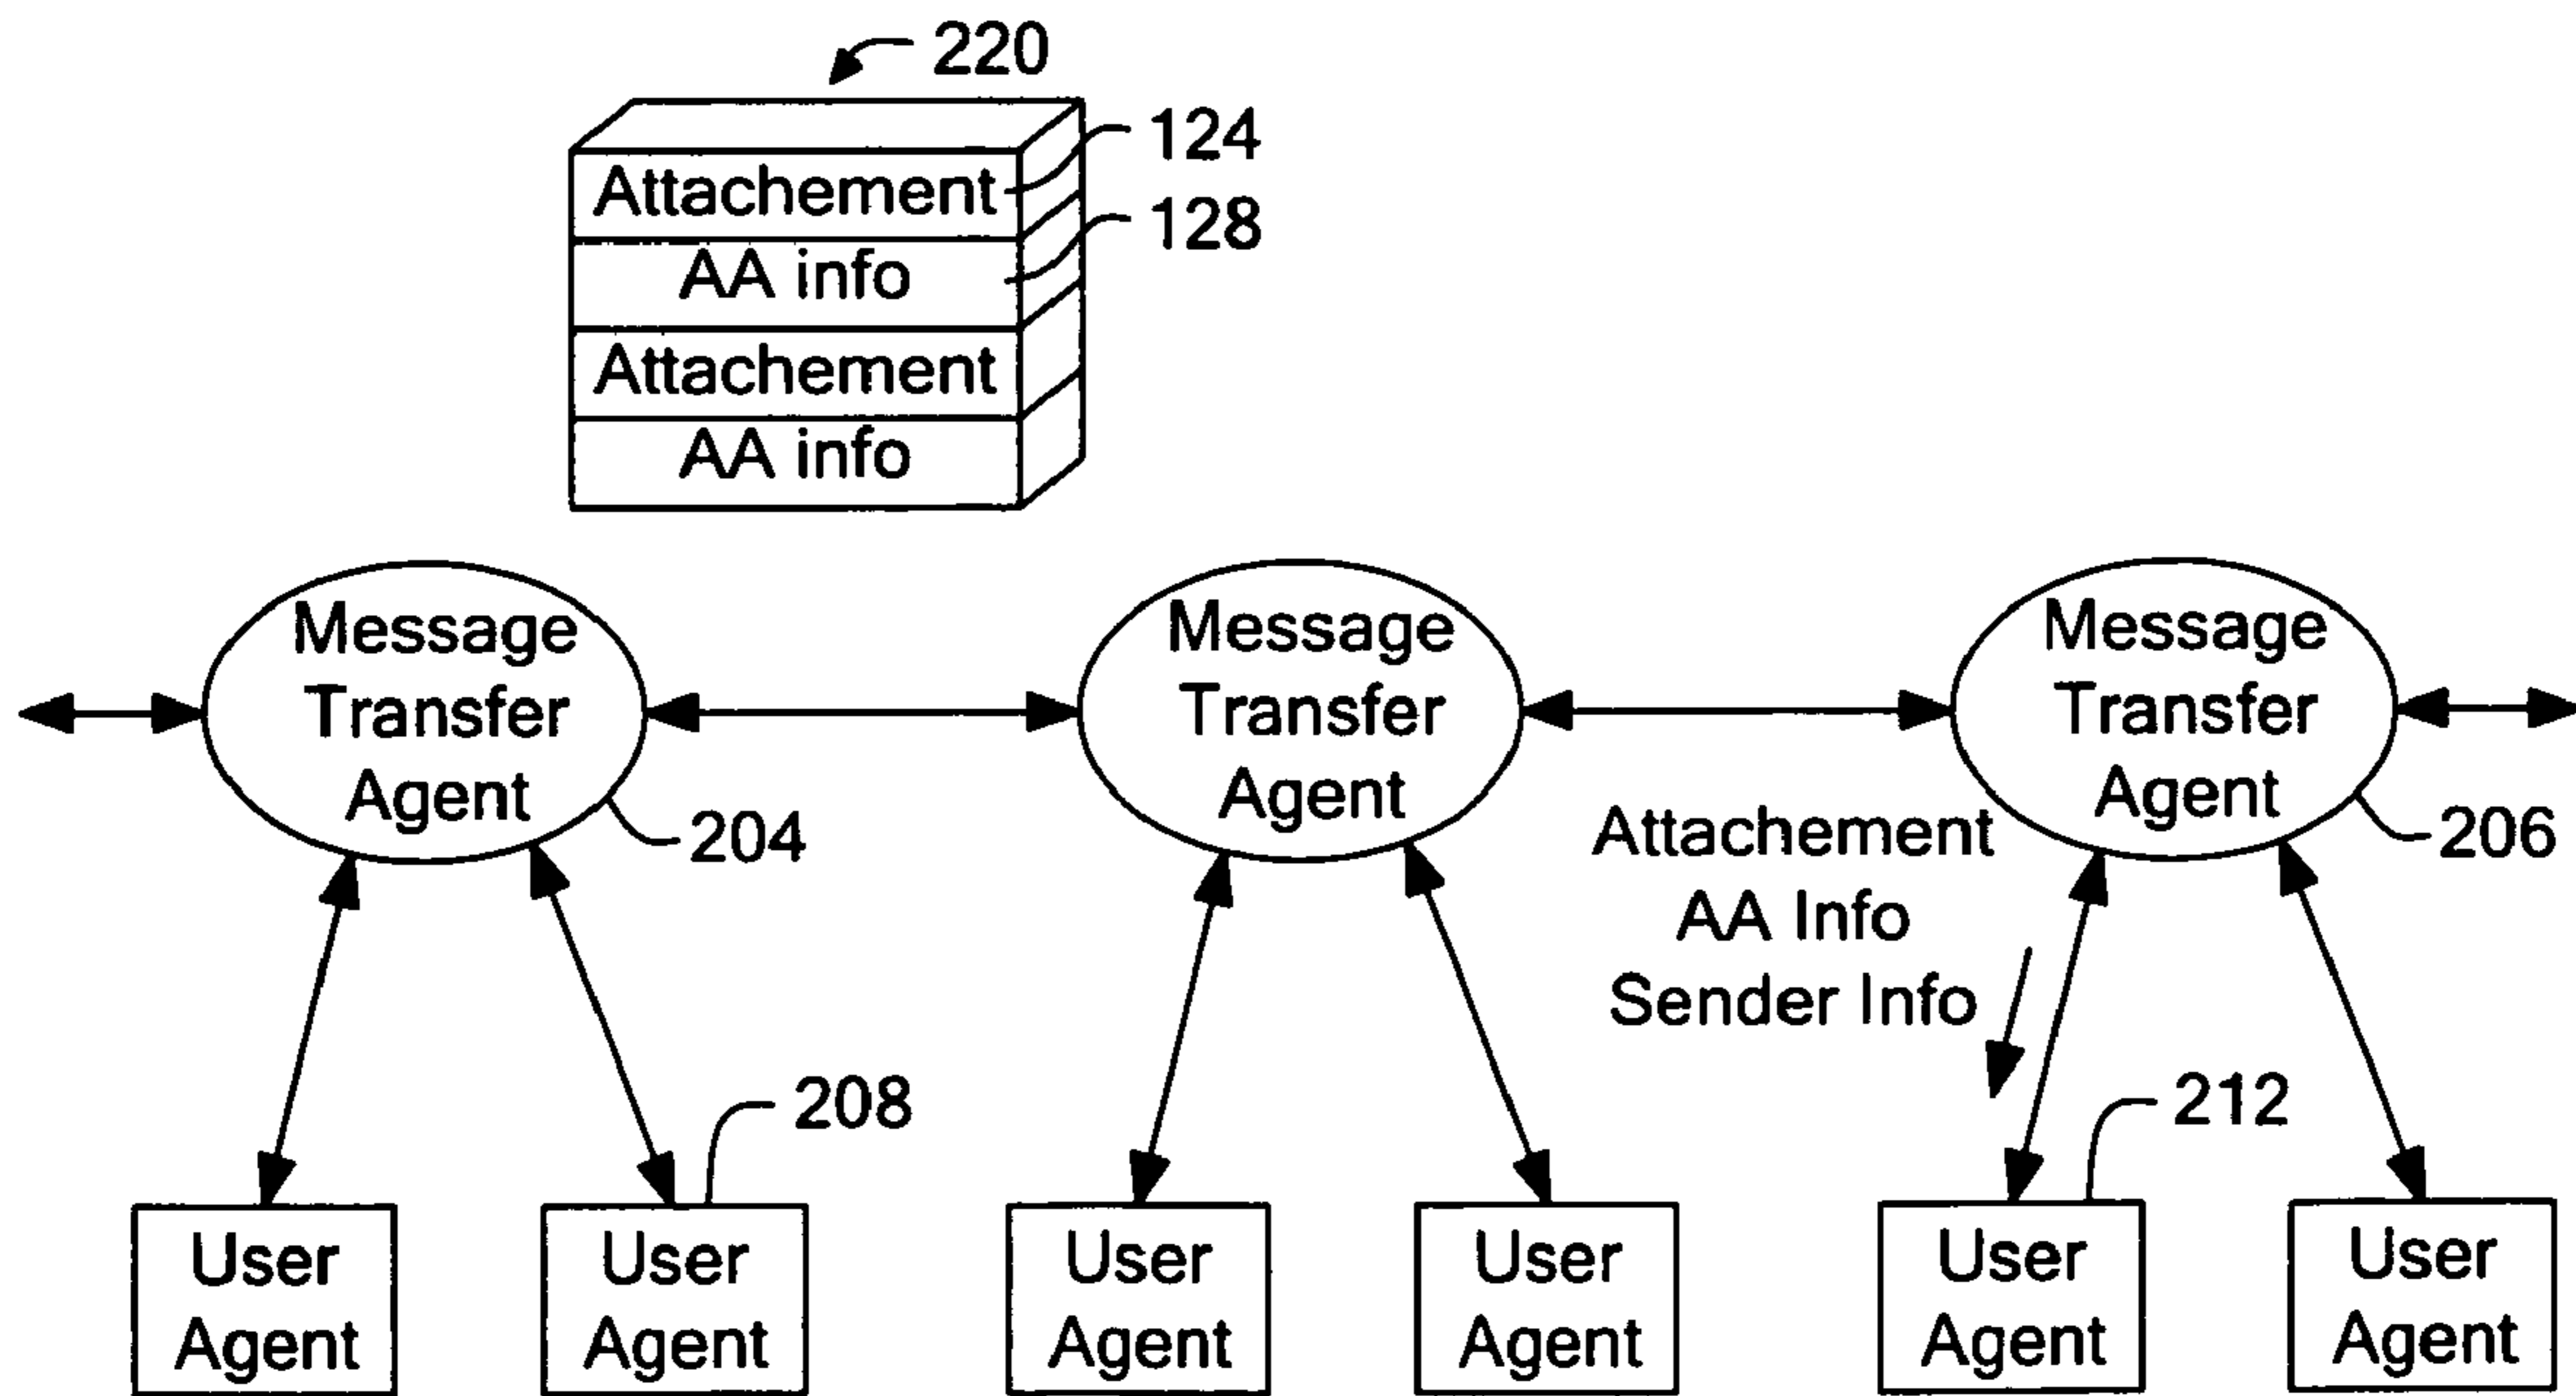 220
Attachement
124
AA info
128
Attachement
AA info
Message
Transfer
Agent
204
Message
Transfer
Agent
Message
Transfer
Agent
206
Attachement
AA Info
Sender Info
208
212
User
Agent
User
Agent
User
Agent
User
Agent
User
Agent
User
Agent